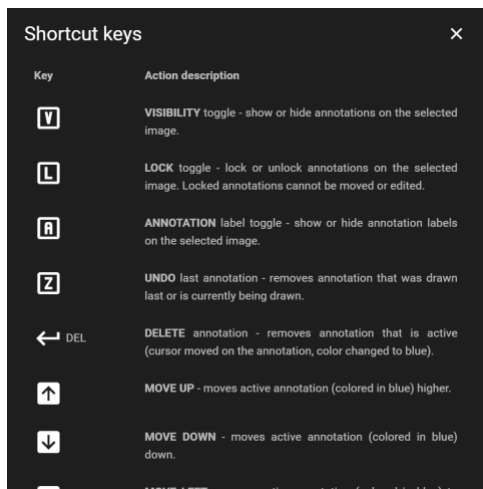 Shortcut keys
Key Action description
V VISIBILITY toggle - show or hide annotations on the selected
image.
L LOCK toggle - lock or unlock annotations on the selected
image. Locked annotations cannot be moved or edited.
A ANNOTATION label toggle - show or hide annotation labels
on the selected image.
Z UNDO last annotation - removes annotation that was drawn
last or is currently being drawn.
DEL DELETE annotation - removes annotation that is active
(cursor moved on the annotation, color changed to blue).
MOVE UP - moves active annotation (colored in blue) higher.
MOVE DOWN - moves active annotation (colored in blue)
down.